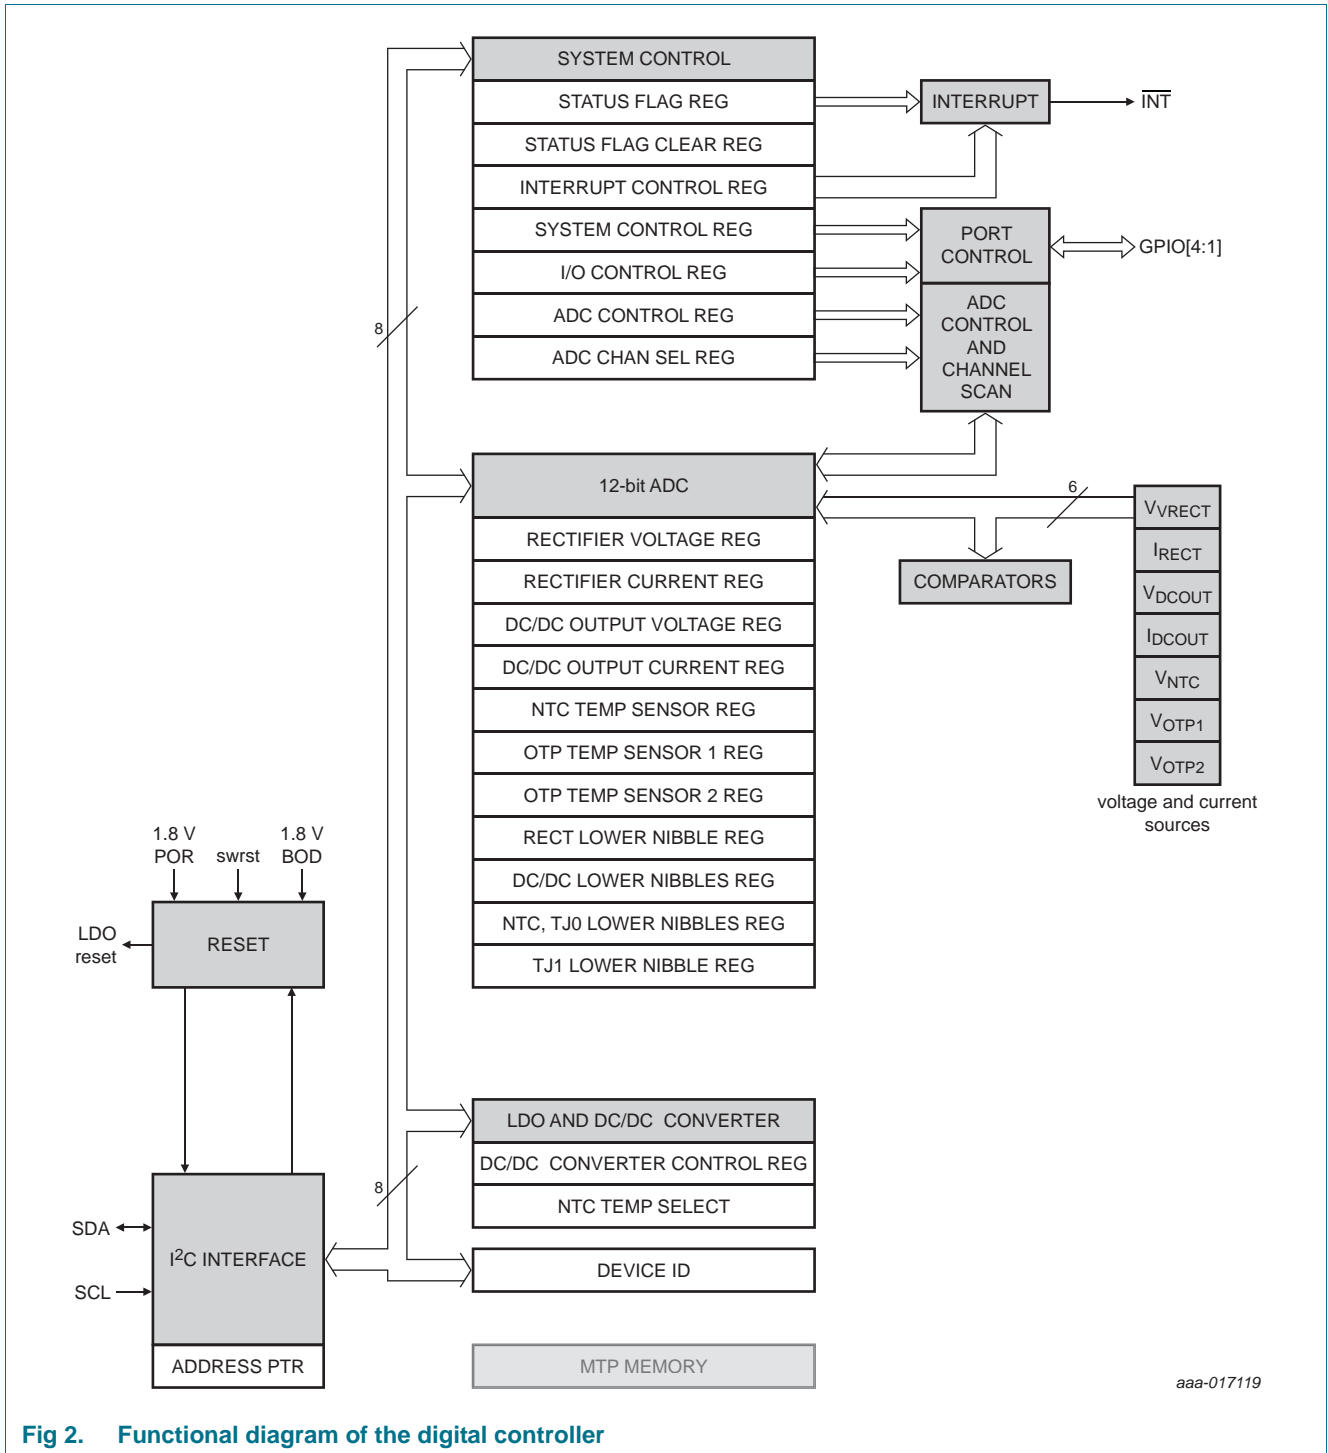 SYSTEM CONTROL
STATUS FLAG REG
STATUS FLAG CLEAR REG
INTERRUPT CONTROL REG
SYSTEM CONTROL REG
I/O CONTROL REG
ADC CONTROL REG
ADC CHAN SEL REG
INTERRUPT
INT
PORT
CONTROL
GPIO[4:1]
ADC
CONTROL
AND
CHANNEL
SCAN
8
12-bit ADC
RECTIFIER VOLTAGE REG
RECTIFIER CURRENT REG
DC/DC OUTPUT VOLTAGE REG
DC/DC OUTPUT CURRENT REG
NTC TEMP SENSOR REG
OTP TEMP SENSOR 1 REG
OTP TEMP SENSOR 2 REG
RECT LOWER NIBBLE REG
DC/DC LOWER NIBBLES REG
NTC, TJ0 LOWER NIBBLES REG
TJ1 LOWER NIBBLE REG
6
COMPARATORS
VVRECT
IRECT
VDCOUT
IDCOUT
VNTC
VOTP1
VOTP2
voltage and current
sources
1.8 V
POR
swrst
1.8 V
BOD
LDO
reset
RESET
LDO AND DC/DC CONVERTER
DC/DC CONVERTER CONTROL REG
NTC TEMP SELECT
8
SDA
SCL
I2C INTERFACE
ADDRESS PTR
DEVICE ID
MTP MEMORY
aaa-017119
Fig 2. Functional diagram of the digital controller